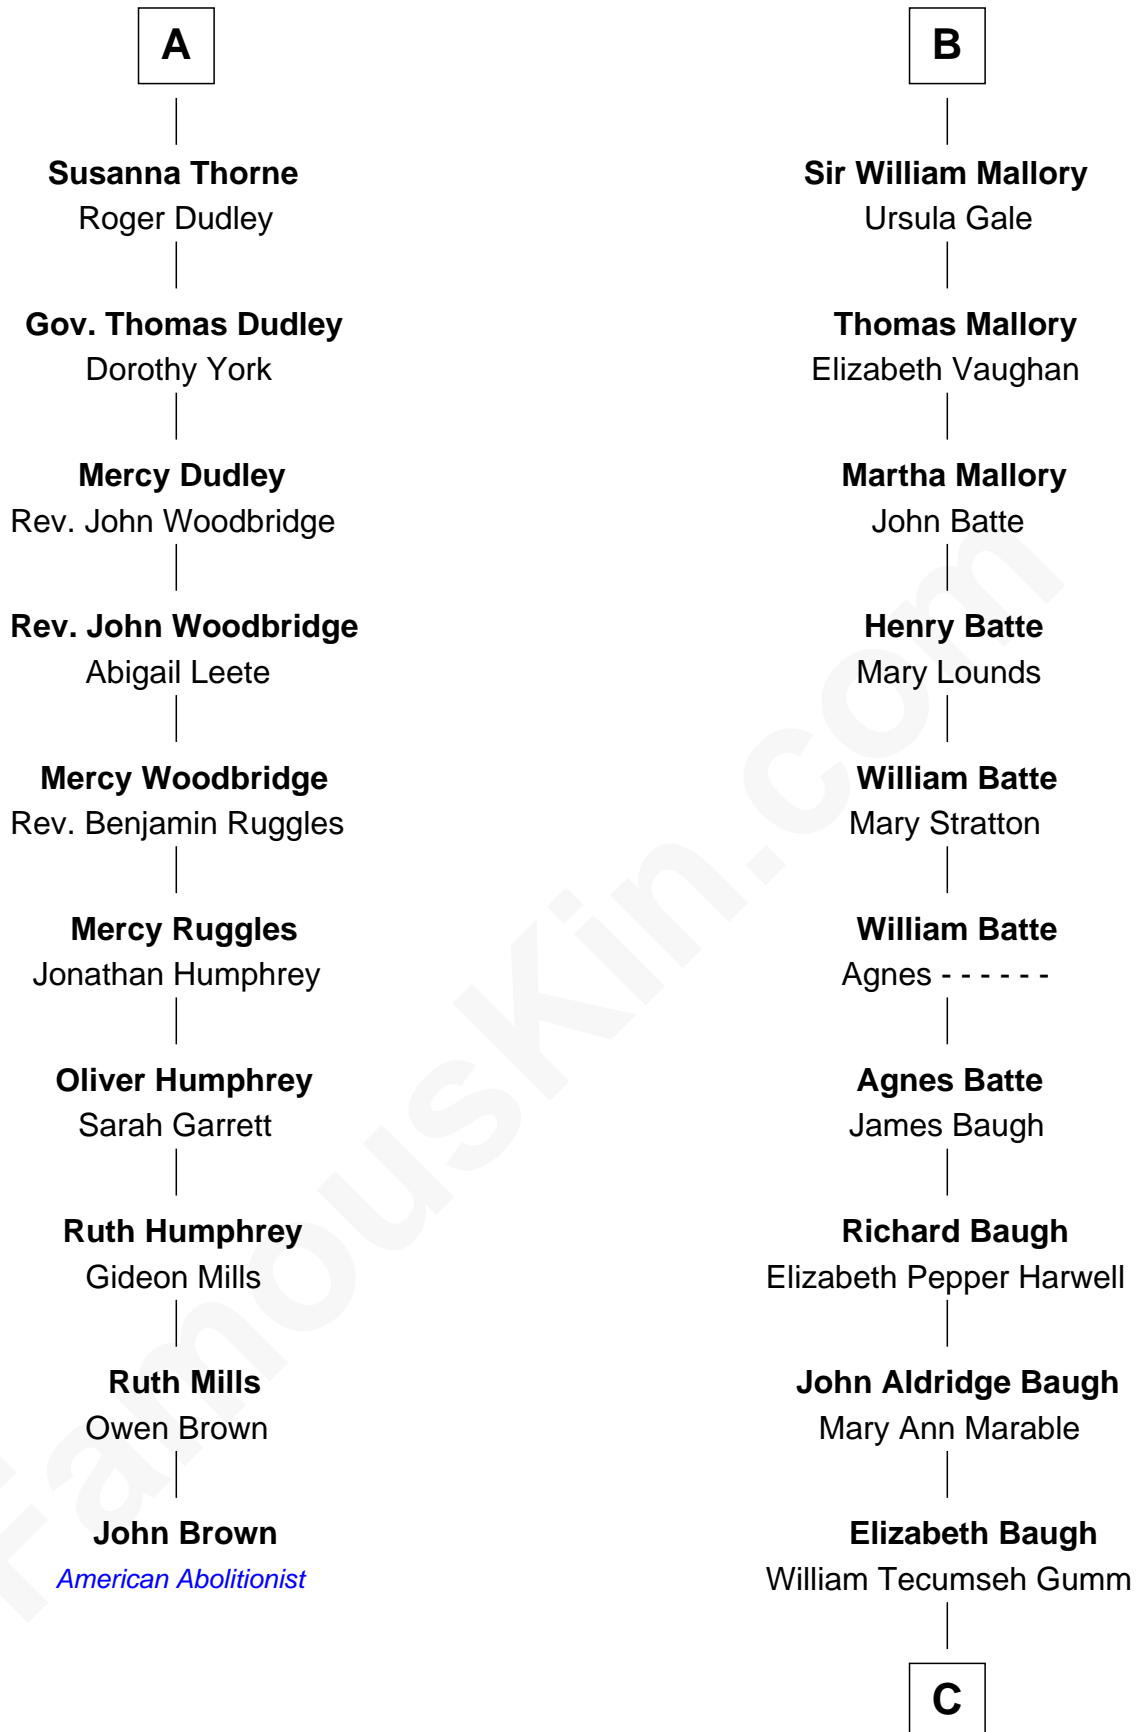 A
Susanna Thorne
Roger Dudley
Gov. Thomas Dudley
Dorothy York
Mercy Dudley
Rev. John Woodbridge
Rev. John Woodbridge
Abigail Leete
Mercy Woodbridge
Rev. Benjamin Ruggles
Mercy Ruggles
Jonathan Humphrey
Oliver Humphrey
Sarah Garrett
Ruth Humphrey
Gideon Mills
Ruth Mills
Owen Brown
John Brown
American Abolitionist
B
Sir William Mallory
Ursula Gale
Thomas Mallory
Elizabeth Vaughan
Martha Mallory
John Batte
Henry Batte
Mary Lounds
William Batte
Mary Stratton
William Batte
Agnes - - - - - -
Agnes Batte
James Baugh
Richard Baugh
Elizabeth Pepper Harwell
John Aldridge Baugh
Mary Ann Marable
Elizabeth Baugh
William Tecumseh Gumm
C
FamousKin.com